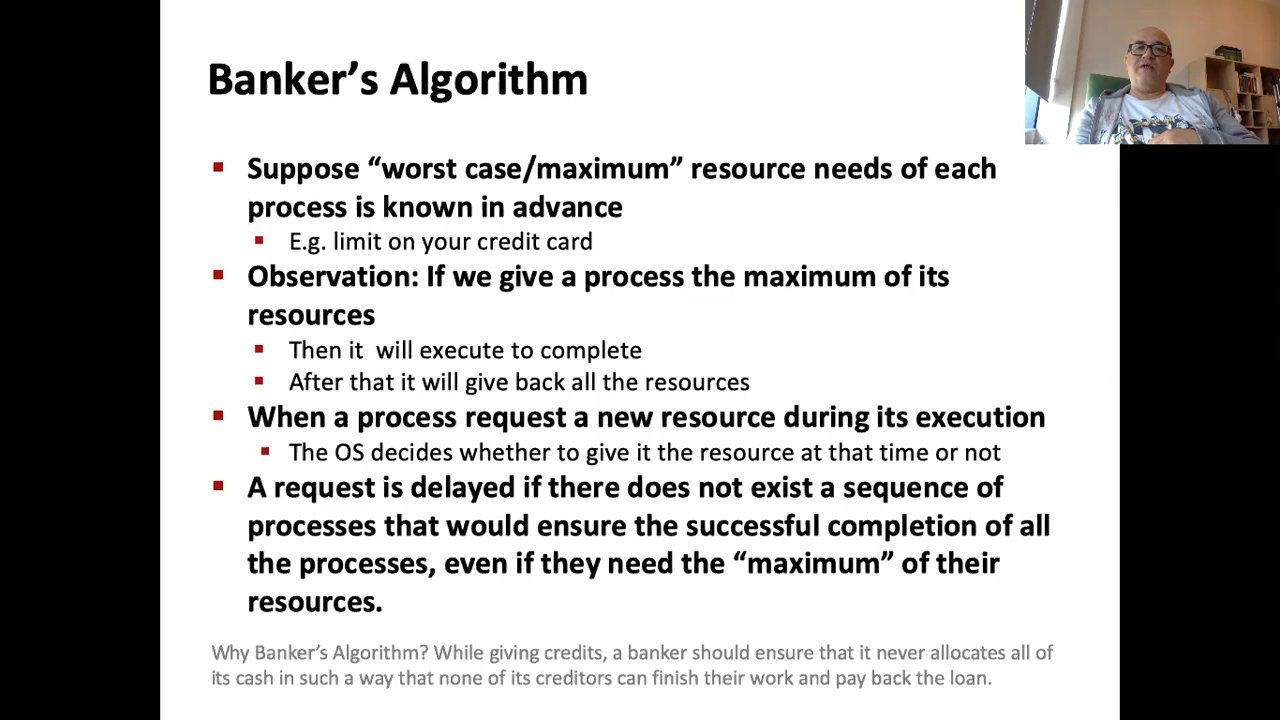 Banker’s Algorithm
Suppose “worst case/maximum” resource needs of each
process is known in advance
E.g. limit on your credit card
Observation: If we give a process the maximum of its
resources
Then it  will execute to complete
After that it will give back all the resources
When a process request a new resource during its execution
The OS decides whether to give it the resource at that time or not
A request is delayed if there does not exist a sequence of
processes that would ensure the successful completion of all
the processes, even if they need the “maximum” of their
resources.
Why Banker’s Algorithm? While giving credits, a banker should ensure that it never allocates all of
its cash in such a way that none of its creditors can finish their work and pay back the loan.